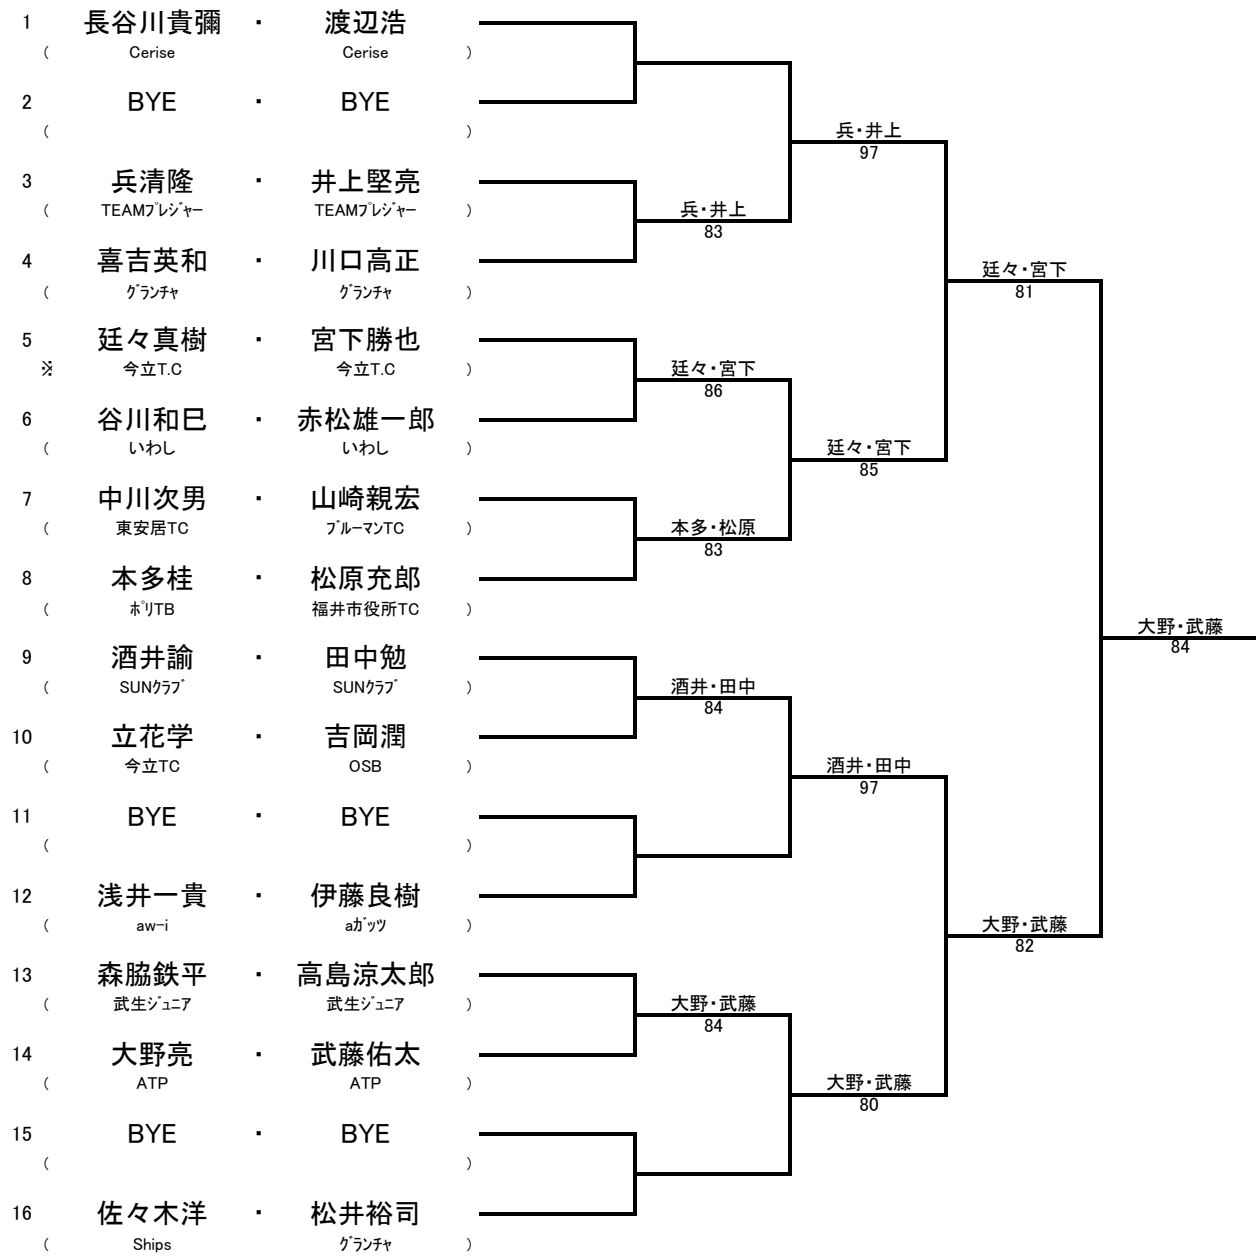 1 長谷川貴彌 ・ 渡辺浩
( Cerise Cerise )
2 BYE ・ BYE
( )
兵・井上
97
3 兵清隆 ・ 井上堅亮
( TEAMﾌﾟﾚｼﾞｬｰ TEAMﾌﾟﾚｼﾞｬｰ )
兵・井上
83
4 喜吉英和 ・ 川口高正
( ｸﾞﾗﾝﾁｬ ｸﾞﾗﾝﾁｬ )
廷々・宮下
81
5 廷々真樹 ・ 宮下勝也
※ 今立T.C 今立T.C )
廷々・宮下
86
6 谷川和巳 ・ 赤松雄一郎
( いわし いわし )
廷々・宮下
85
7 中川次男 ・ 山崎親宏
( 東安居TC ﾌﾞﾙｰﾏﾝTC )
本多・松原
83
8 本多桂 ・ 松原充郎
( ﾎﾟﾘTB 福井市役所TC )
大野・武藤
84
9 酒井諭 ・ 田中勉
( SUNｸﾗﾌﾞ SUNｸﾗﾌﾞ )
酒井・田中
84
10 立花学 ・ 吉岡潤
( 今立TC OSB )
酒井・田中
97
11 BYE ・ BYE
( )
12 浅井一貴 ・ 伊藤良樹
( aw-i aｶﾞｯﾂ )
大野・武藤
82
13 森脇鉄平 ・ 高島涼太郎
( 武生ｼﾞｭﾆｱ 武生ｼﾞｭﾆｱ )
大野・武藤
84
14 大野亮 ・ 武藤佑太
( ATP ATP )
大野・武藤
80
15 BYE ・ BYE
( )
16 佐々木洋 ・ 松井裕司
( Ships ｸﾞﾗﾝﾁｬ )